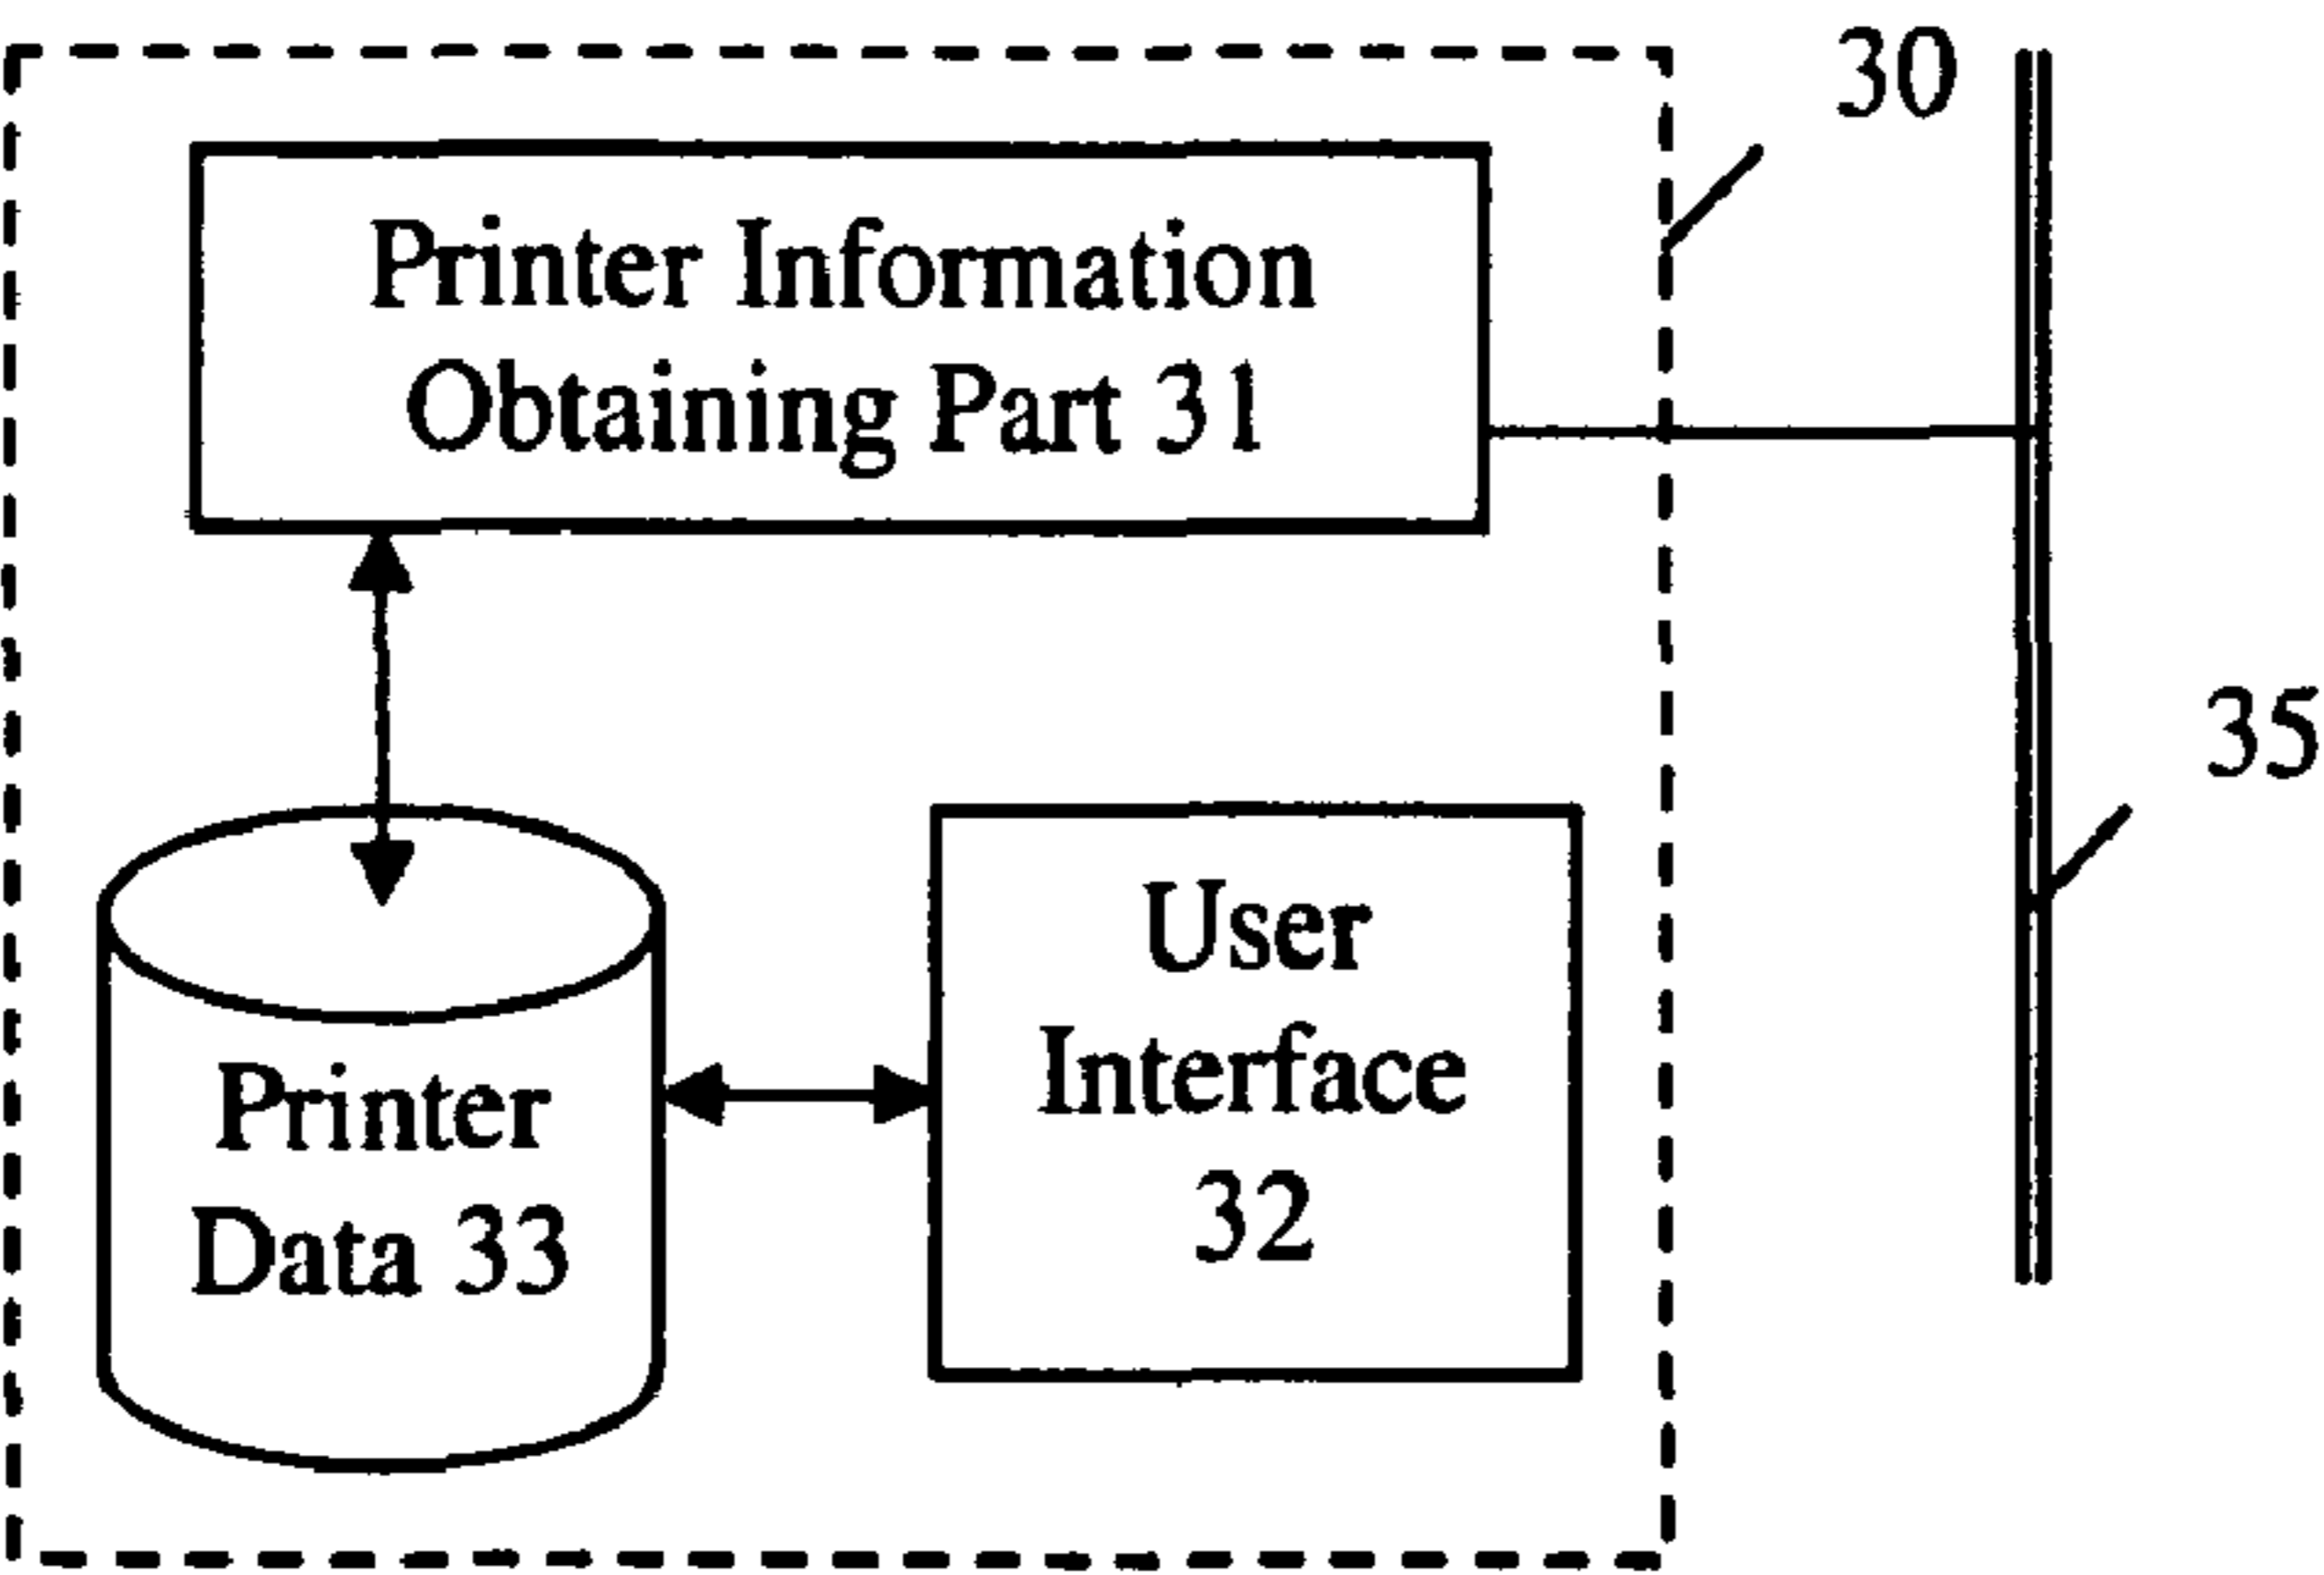 30
Printer Information
Obtaining Part 31
35
User
Interface
32
Printer
Data 33